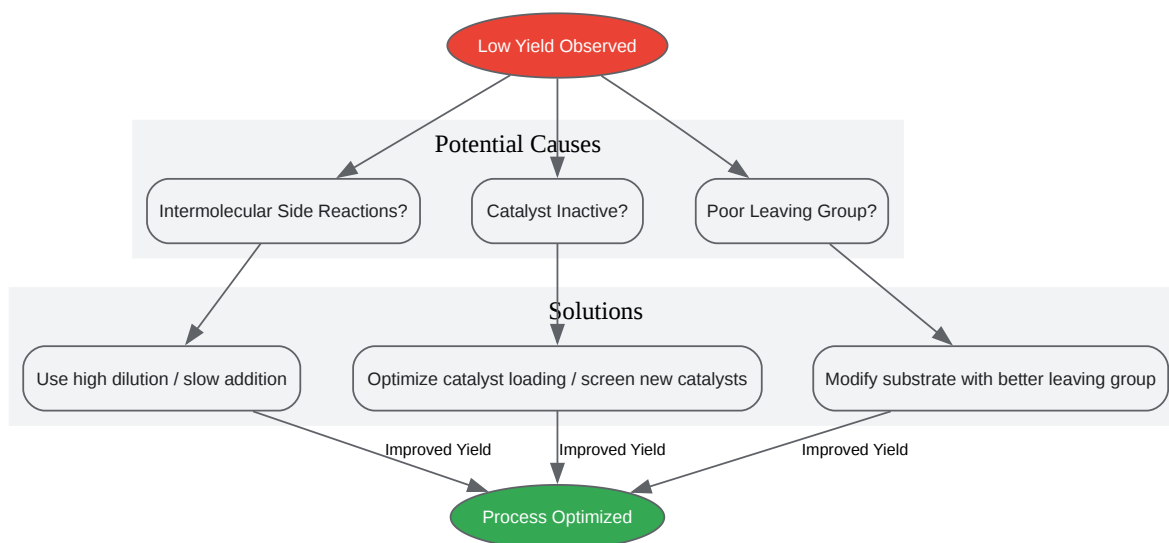 Low Yield Observed
Potential Causes
Intermolecular Side Reactions?
Catalyst Inactive?
Poor Leaving Group?
Solutions
Use high dilution / slow addition
Optimize catalyst loading / screen new catalysts
Modify substrate with better leaving group
Improved Yield
Improved Yield
Improved Yield
Process Optimized